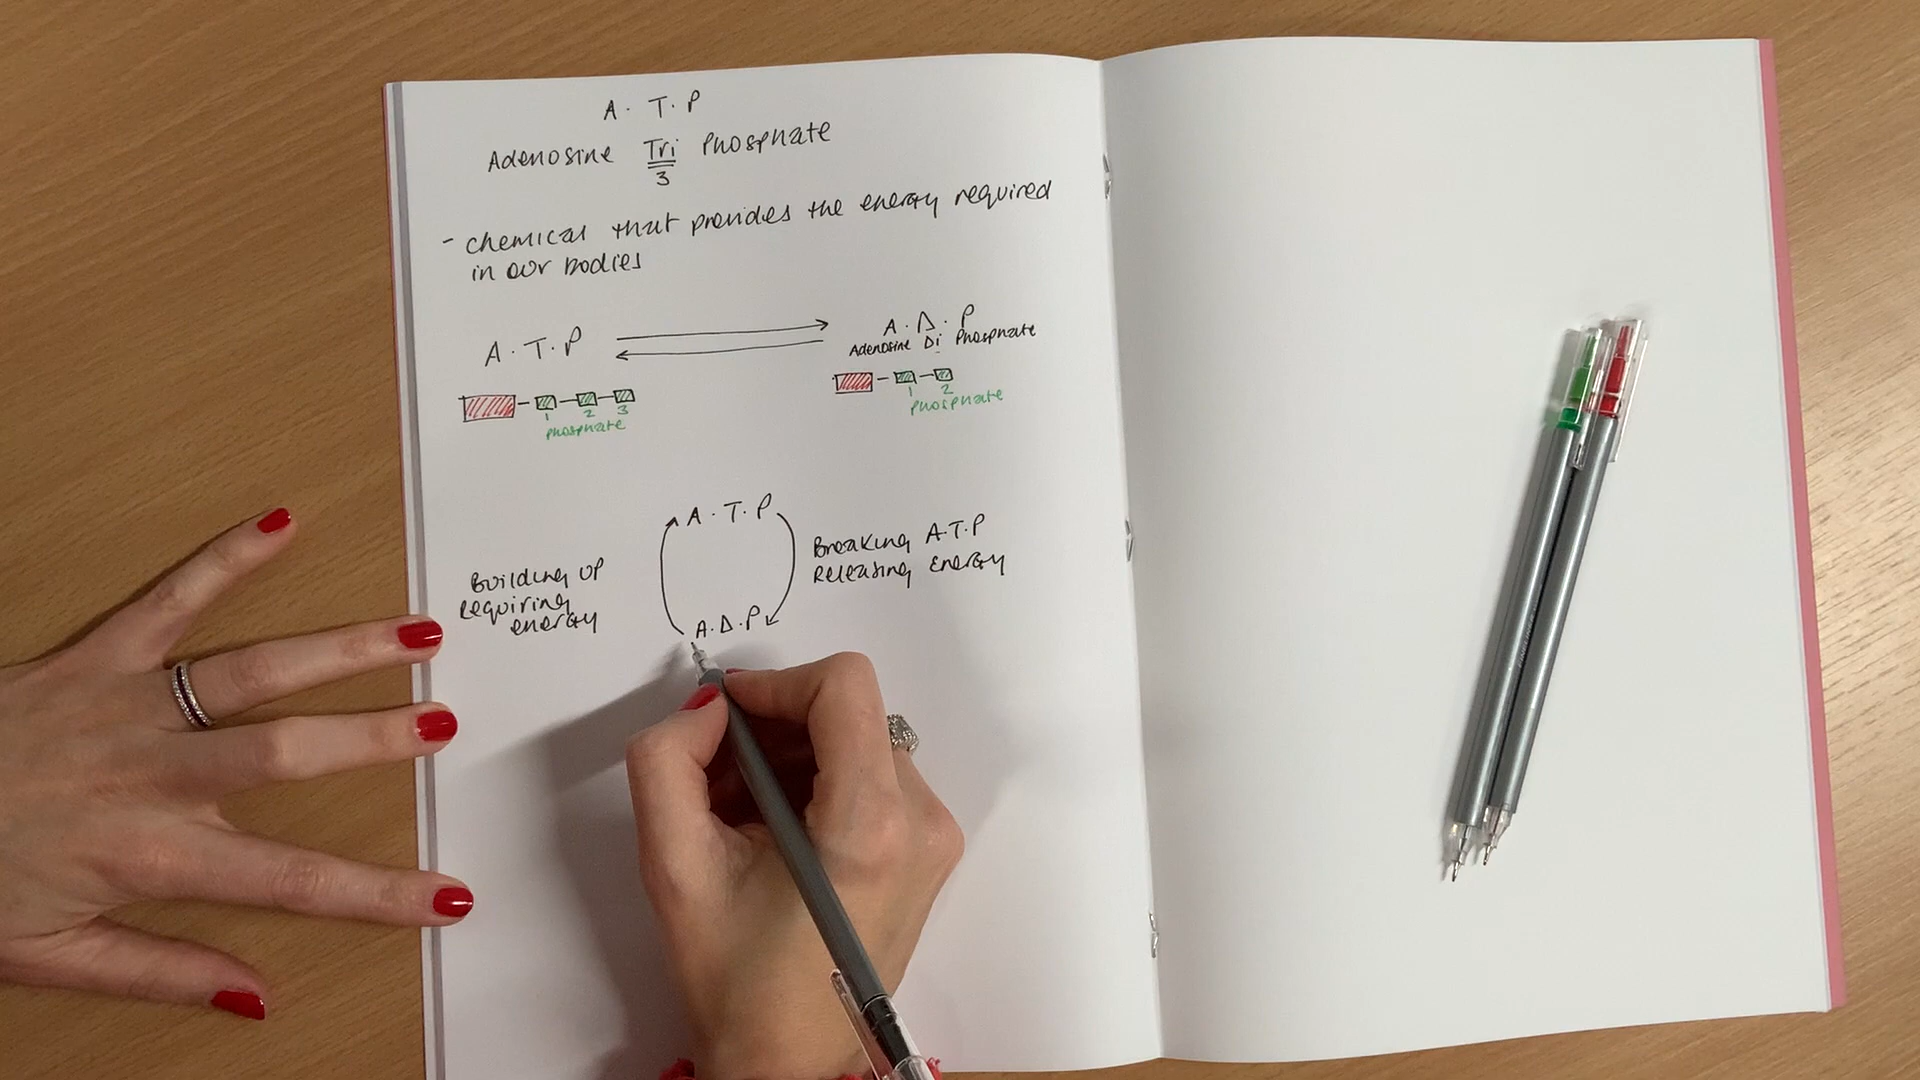 A. T. P
Adenosine Tri Phosphate
3
- chemical that provides the energy required
in our bodies
A.T.P
A.D.P
Adenosine Di Phosphate
1 2 3
Phosphate
1 2
Phosphate
A.T.P
Building up
requiring
energy
Breaking A.T.P
Releasing Energy
A.D.P